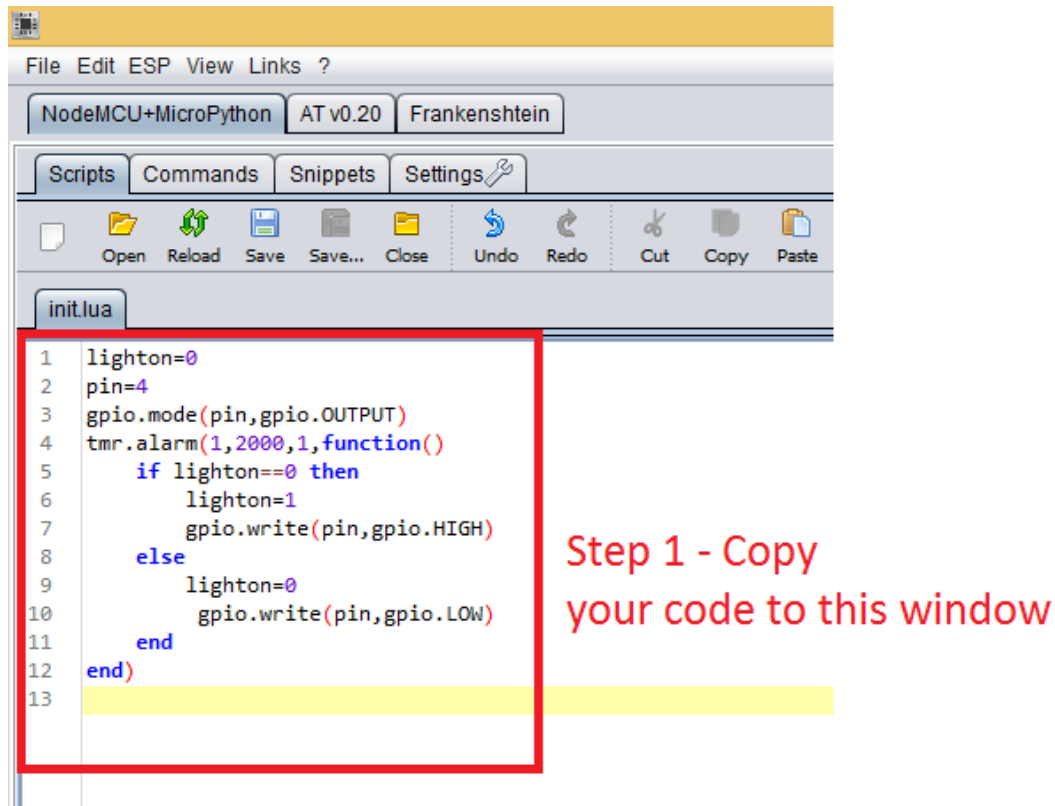 File Edit ESP View Links ?
NodeMCU+MicroPython AT v0.20 Frankenshtein
Scripts Commands Snippets Settings
Open Reload Save Save... Close Undo Redo Cut Copy Paste
init.lua
1 lighton=0
2 pin=4
3 gpio.mode(pin,gpio.OUTPUT)
4 tmr.alarm(1,2000,1,function()
5     if lighton==0 then
6         lighton=1
7         gpio.write(pin,gpio.HIGH)
8     else
9         lighton=0
10          gpio.write(pin,gpio.LOW)
11     end
12 end)
13
Step 1 - Copy
your code to this window